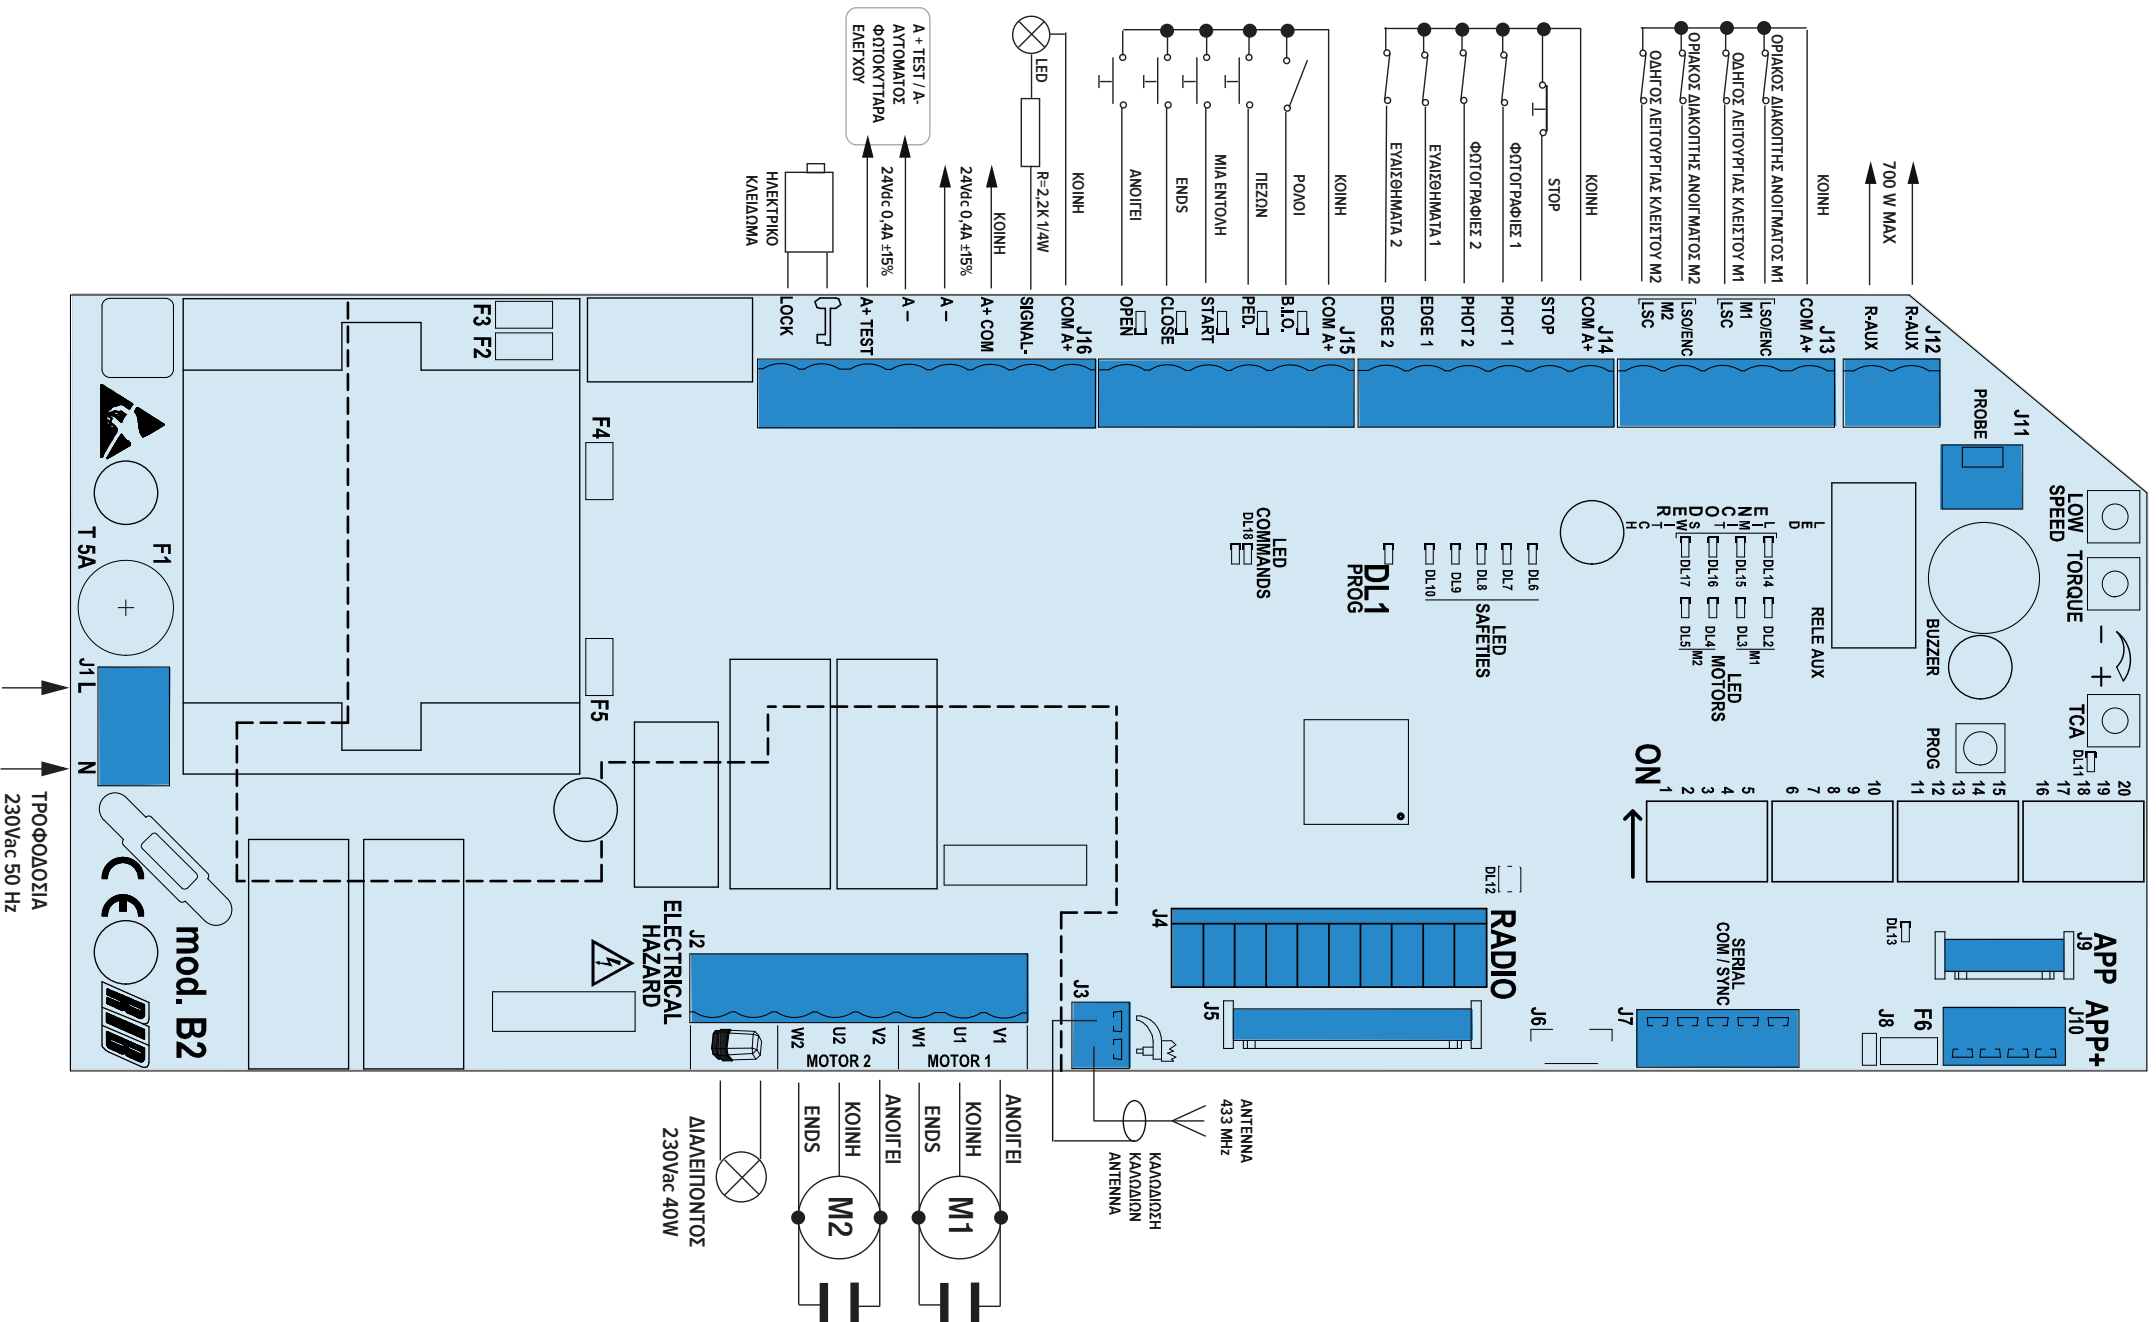 A + TEST / A-
ΑΥΤΟΜΑΤΟΣ
ΦΩΤΟΚΥΤΤΑΡΑ
ΕΛΕΓΧΟΥ
LED
R=2,2K 1/4W
ΚΟΙΝΗ
24Vdc 0,4A ±15%
24Vdc 0,4A ±15%
ΚΟΙΝΗ
ΗΛΕΚΤΡΙΚΟ
ΚΛΕΙΔΩΜΑ
ΑΝΟΙΓΕΙ
ENDS
ΜΙΑ ΕΝΤΟΛΗ
ΠΕΖΩΝ
ΡΟΛΟΙ
ΚΟΙΝΗ
ΕΥΑΙΣΘΗΜΑΤΑ 2
ΕΥΑΙΣΘΗΜΑΤΑ 1
ΦΩΤΟΓΡΑΦΙΕΣ 2
ΦΩΤΟΓΡΑΦΙΕΣ 1
STOP
ΚΟΙΝΗ
ΟΔΗΓΟΣ ΛΕΙΤΟΥΡΓΙΑΣ ΚΛΕΙΣΤΟΥ M2
ΟΡΙΑΚΟΣ ΔΙΑΚΟΠΤΗΣ ΑΝΟΙΓΜΑΤΟΣ M2
ΟΔΗΓΟΣ ΛΕΙΤΟΥΡΓΙΑΣ ΚΛΕΙΣΤΟΥ M1
ΟΡΙΑΚΟΣ ΔΙΑΚΟΠΤΗΣ ΑΝΟΙΓΜΑΤΟΣ M1
ΚΟΙΝΗ
700 W MAX
LOCK
A+ TEST
A –
A –
A+ COM
SIGNAL-
COM A+
J16
OPEN
CLOSE
START
PED.
B.I.O.
COM A+
J15
EDGE 2
EDGE 1
PHOT 2
PHOT 1
STOP
COM A+
J14
LSC
M2
LSO/ENC
LSC
M1
LSO/ENC
COM A+
J13
R-AUX
R-AUX
J12
F3
F2
F4
F5
T 5A
F1
J1
L
N
ΤΡΟΦΟΔΟΣΙΑ
230Vac 50 Hz
CE
mod. B2
RIB
PROBE
J11
LOW
SPEED
TORQUE
–
+
TCA
DL11
BUZZER
PROG
RELE AUX
LED
LIMIT SWITCH
ENCODER
DL17
DL16
DL15
DL14
DL5
DL4
DL3
DL2
M2
M1
LED
MOTORS
LED
COMMANDS
DL18
DL1
PROG
DL10
DL9
DL8
DL7
DL6
LED
SAFETIES
ON
1 2 3 4 5
6 7 8 9 10
11 12 13 14 15
16 17 18 19 20
DL12
DL13
RADIO
J4
J5
J3
J6
J7
SERIAL
COM / SYNC
APP
J9
APP+
J10
J8
F6
ELECTRICAL
HAZARD
J2
W2
U2
V2
MOTOR 2
W1
U1
V1
MOTOR 1
ΔΙΑΛΕΙΠΟΝΤΟΣ
230Vac 40W
ENDS
ΚΟΙΝΗ
ΑΝΟΙΓΕΙ
M2
ENDS
ΚΟΙΝΗ
ΑΝΟΙΓΕΙ
M1
ΑΝΤΕΝΝΑ
433 MHz
ΚΑΛΩΔΙΩΣΗ
ΚΑΛΩΔΙΩΝ
ΑΝΤΕΝΝΑ